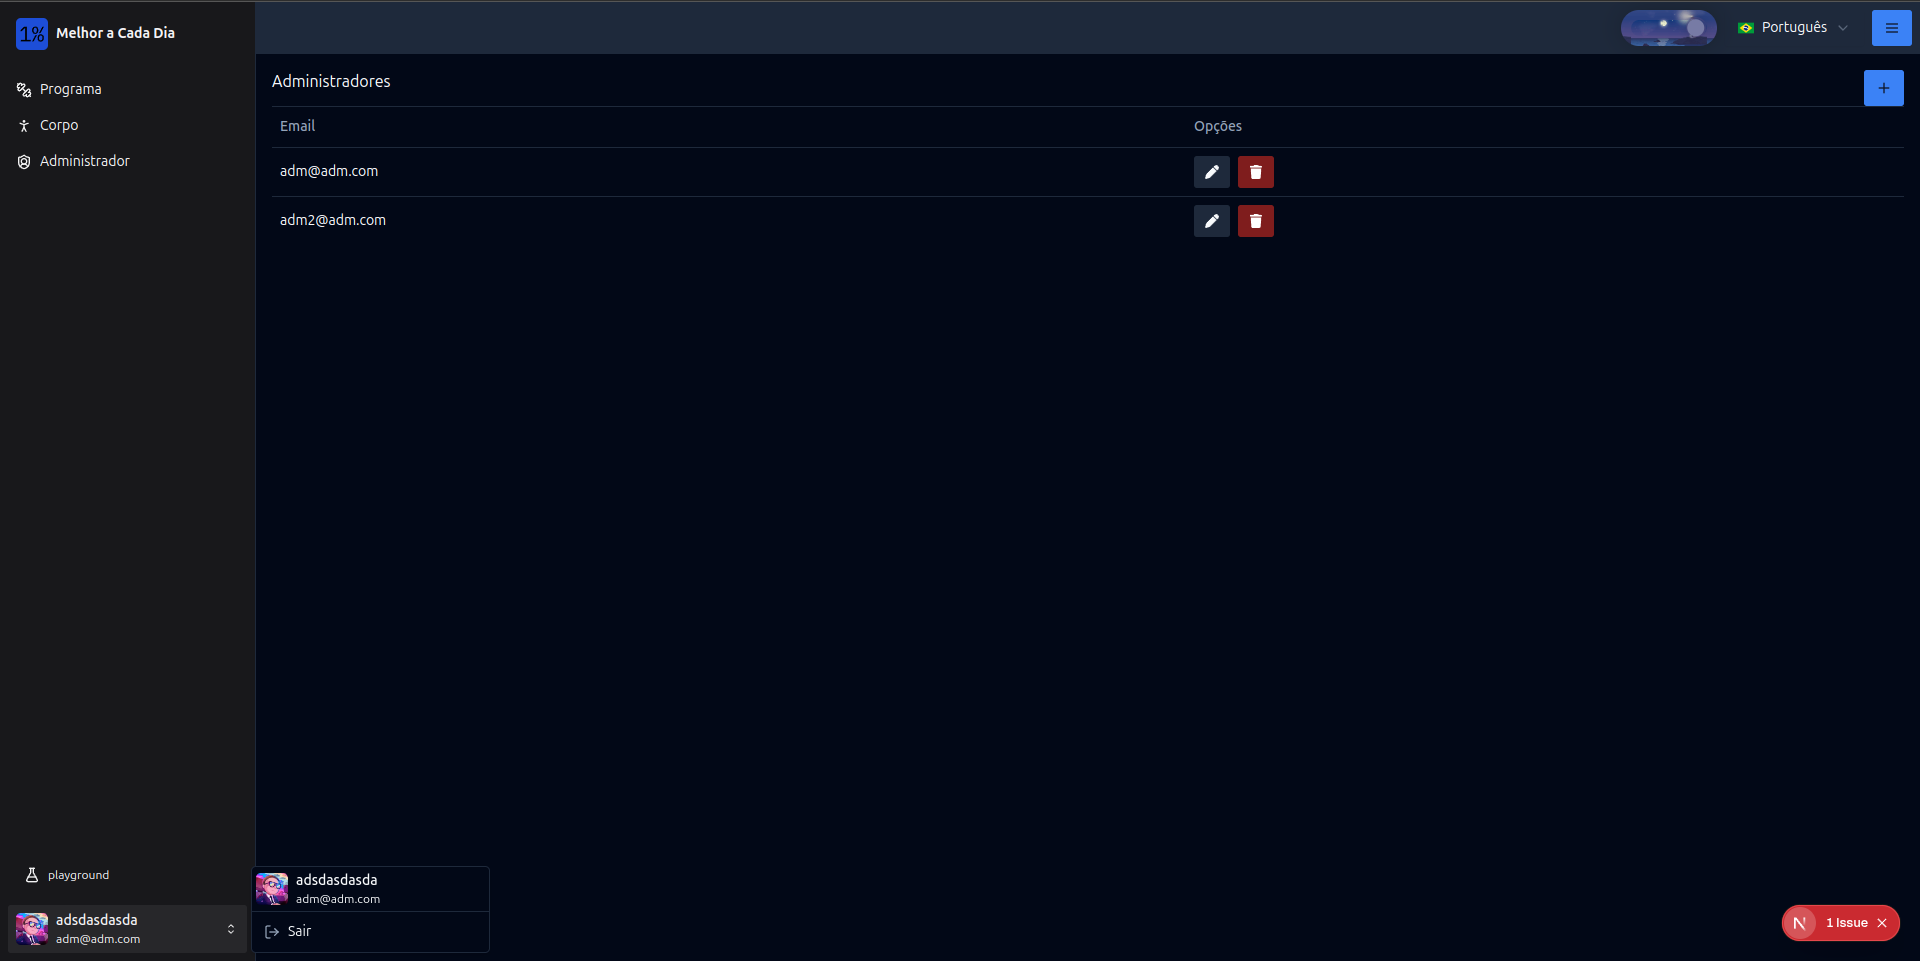 1% Melhor a Cada Dia
Programa
Corpo
Administrador
Português
Administradores
+
Email Opções
adm@adm.com
adm2@adm.com
playground
adsdasdasda
adm@adm.com
adsdasdasda
adm@adm.com
Sair
N 1 Issue